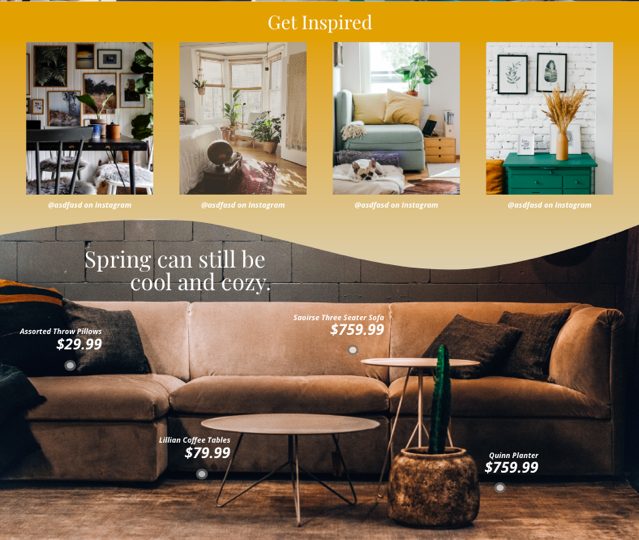 Get Inspired
@asdfasd on Instagram
@asdfasd on Instagram
@asdfasd on Instagram
@asdfasd on Instagram
Spring can still be
cool and cozy.
Saoirse Three Seater Sofa
$759.99
Assorted Throw Pillows
$29.99
Lillian Coffee Tables
$79.99
Quinn Planter
$759.99